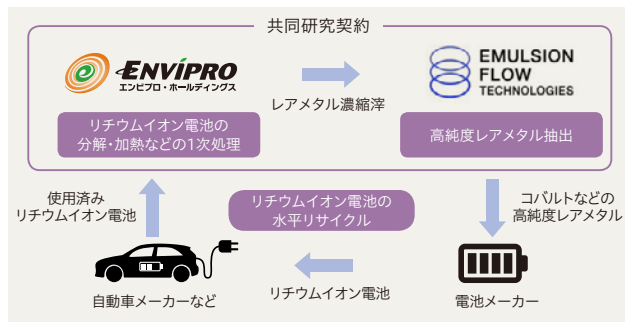 共同研究契約
ENVIPRO
エンビプロ・ホールディングス
レアメタル濃縮滓
EMULSION
FLOW
TECHNOLOGIES
リチウムイオン電池の
分解・加熱などの1次処理
高純度レアメタル抽出
使用済み
リチウムイオン電池
リチウムイオン電池の
水平リサイクル
コバルトなどの
高純度レアメタル
自動車メーカーなど
リチウムイオン電池
電池メーカー